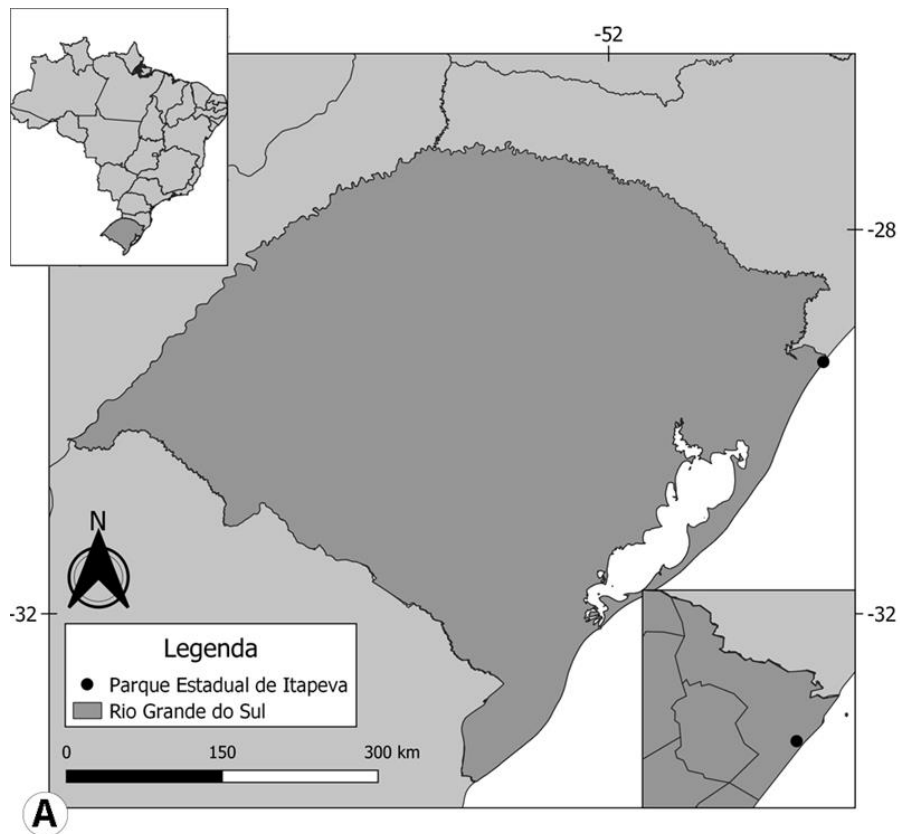 -52
-28
N
-32
-32
Legenda
Parque Estadual de Itapeva
Rio Grande do Sul
0 150 300 km
A